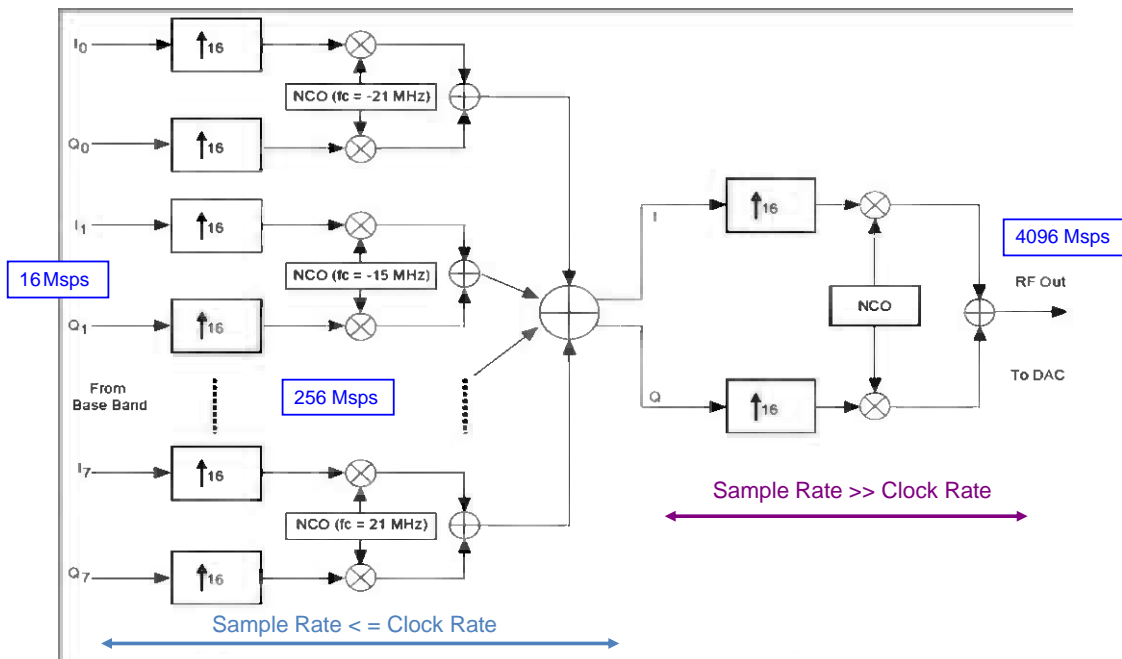 I0
↑16
NCO (fc = -21 MHz)
Q0
↑16
I1
↑16
NCO (fc = -15 MHz)
16 Msps
Q1
↑16
From
Base Band
256 Msps
I7
↑16
NCO (fc = 21 MHz)
Q7
↑16
Sample Rate < = Clock Rate
I
↑16
4096 Msps
RF Out
NCO
To DAC
Q
↑16
Sample Rate >> Clock Rate